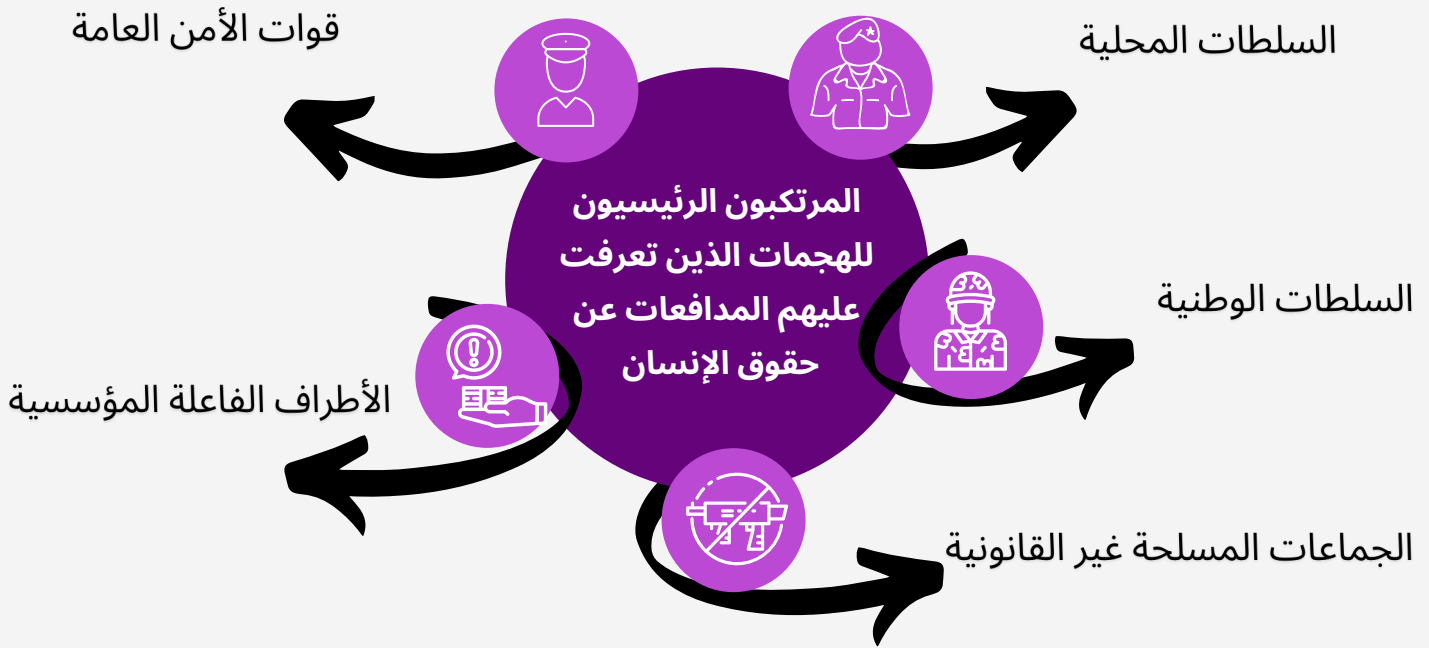 السلطات المحلية
قوات الأمن العامة
المرتكبون الرئيسيون
للهجمات الذين تعرفت
عليهم المدافعات عن
حقوق الإنسان
السلطات الوطنية
الأطراف الفاعلة المؤسسية
الجماعات المسلحة غير القانونية